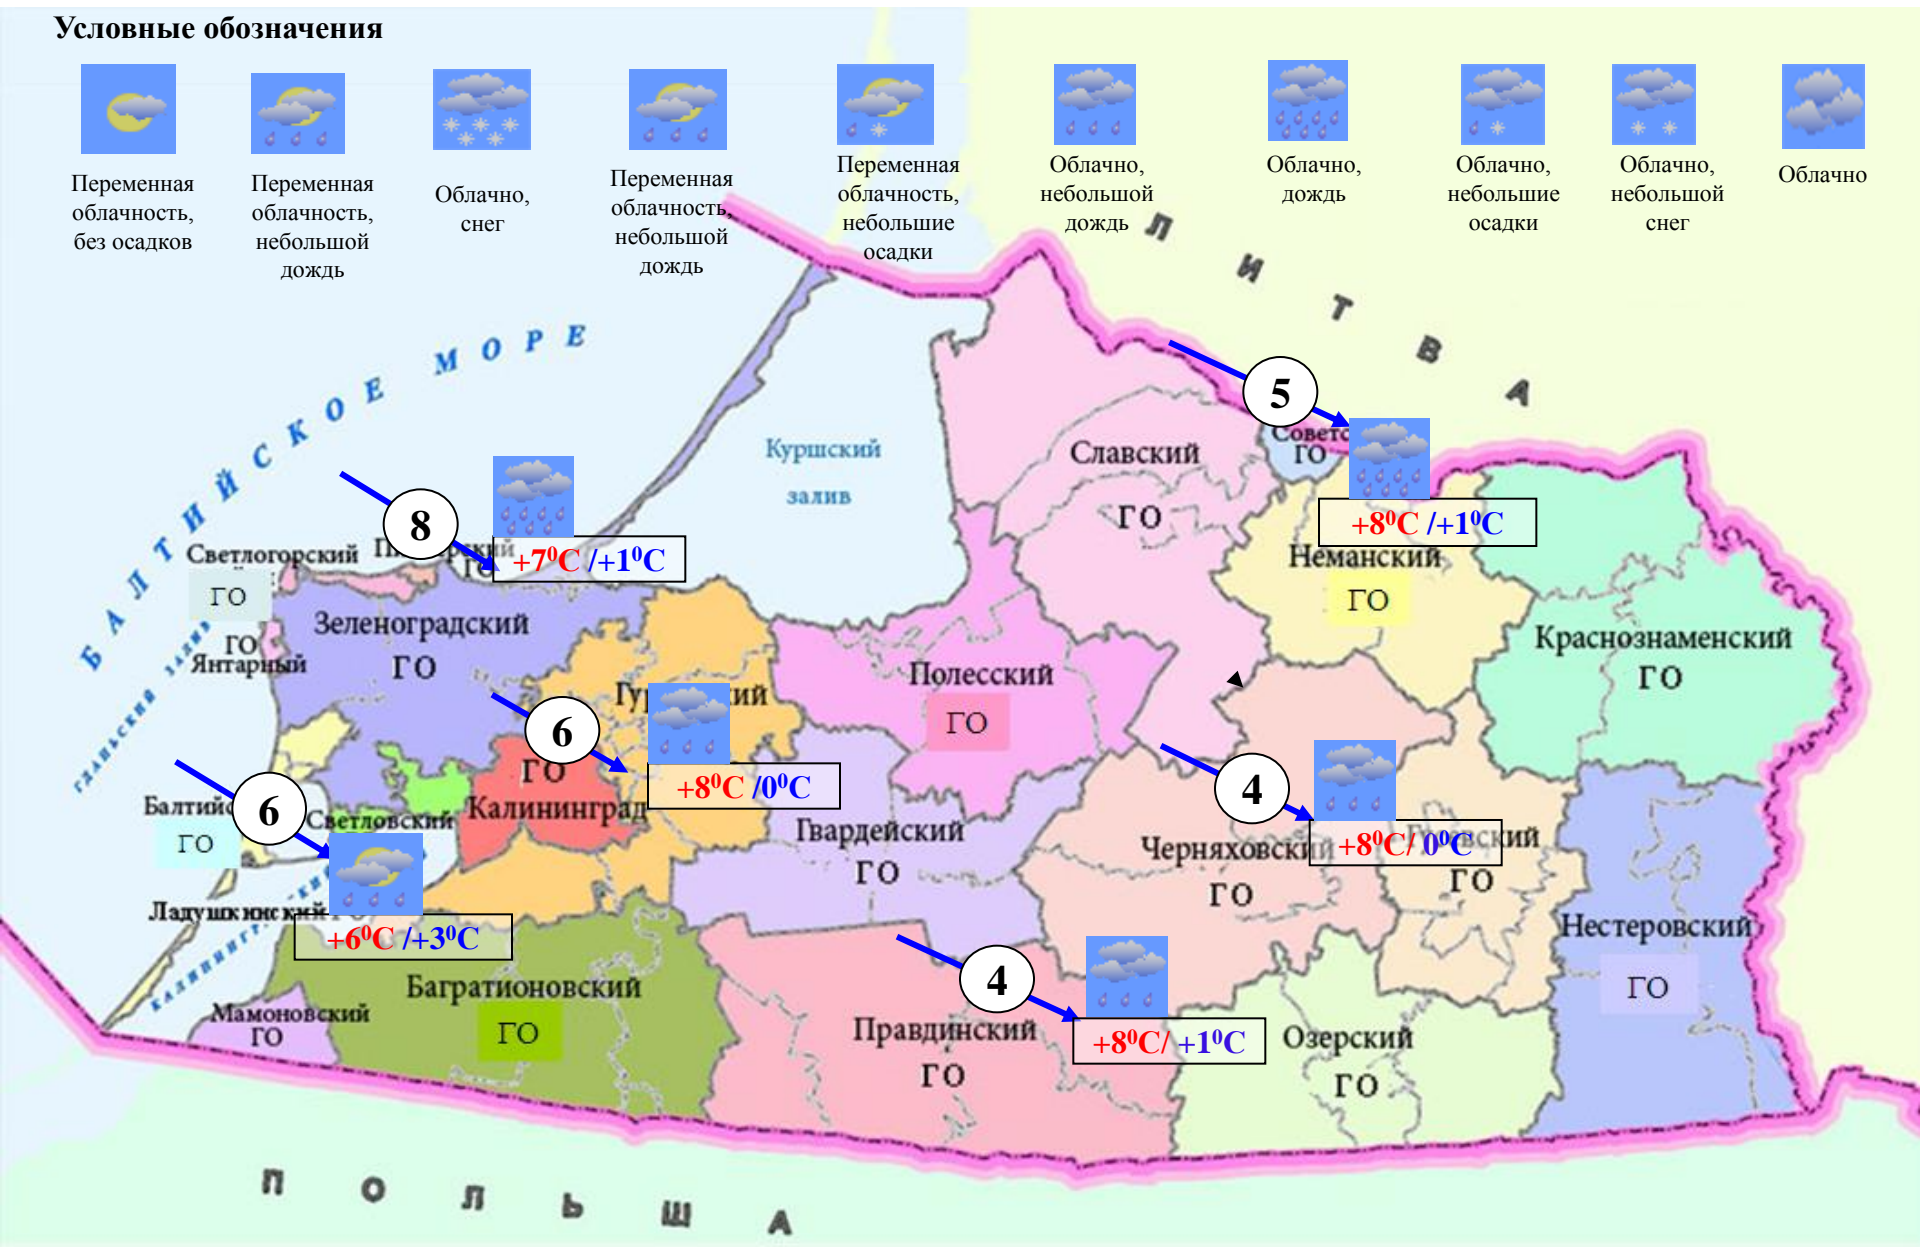 Условные обозначения
Переменная
облачность,
без осадков
Переменная
облачность,
небольшой
дождь
Облачно,
снег
Переменная
облачность,
небольшой
дождь
Переменная
облачность,
небольшие
осадки
Облачно,
небольшой
дождь
Облачно,
дождь
Облачно,
небольшие
осадки
Облачно,
небольшой
снег
Облачно
ЛИТВА
БАЛТИЙСКОЕ МОРЕ
Куршский
залив
5
Советс
ГО
Славский
ГО
+8⁰С /+1⁰С
Неманский
ГО
8
+7⁰С /+1⁰С
Светлогорский
ГО
ГО
Янтарный
Зеленоградский
ГО
Краснознаменский
ГО
Полесский
ГО
6
ГО
Калининград
+8⁰С /0⁰С
4
+8⁰С/ 0⁰С
6
Балтийс
ГО
Светловский
Гвардейский
ГО
Черняховский
ГО
ГО
Ладушкинский
+6⁰С /+3⁰С
Нестеровский
ГО
Багратионовский
ГО
4
+8⁰С/ +1⁰С
Мамоновский
ГО
Правдинский
ГО
Озерский
ГО
ПОЛЬША